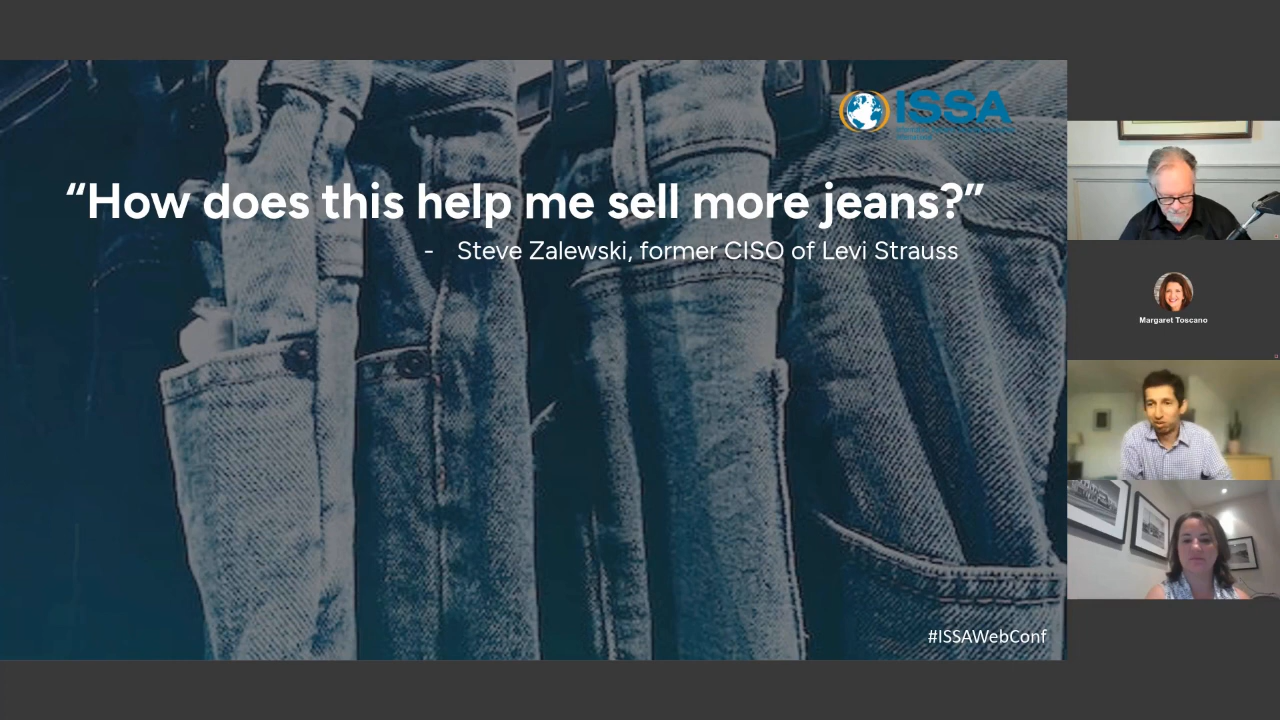 ISSA
“How does this help me sell more jeans?”
- Steve Zalewski, former CISO of Levi Strauss
Margaret Toscano
#ISSAWebConf